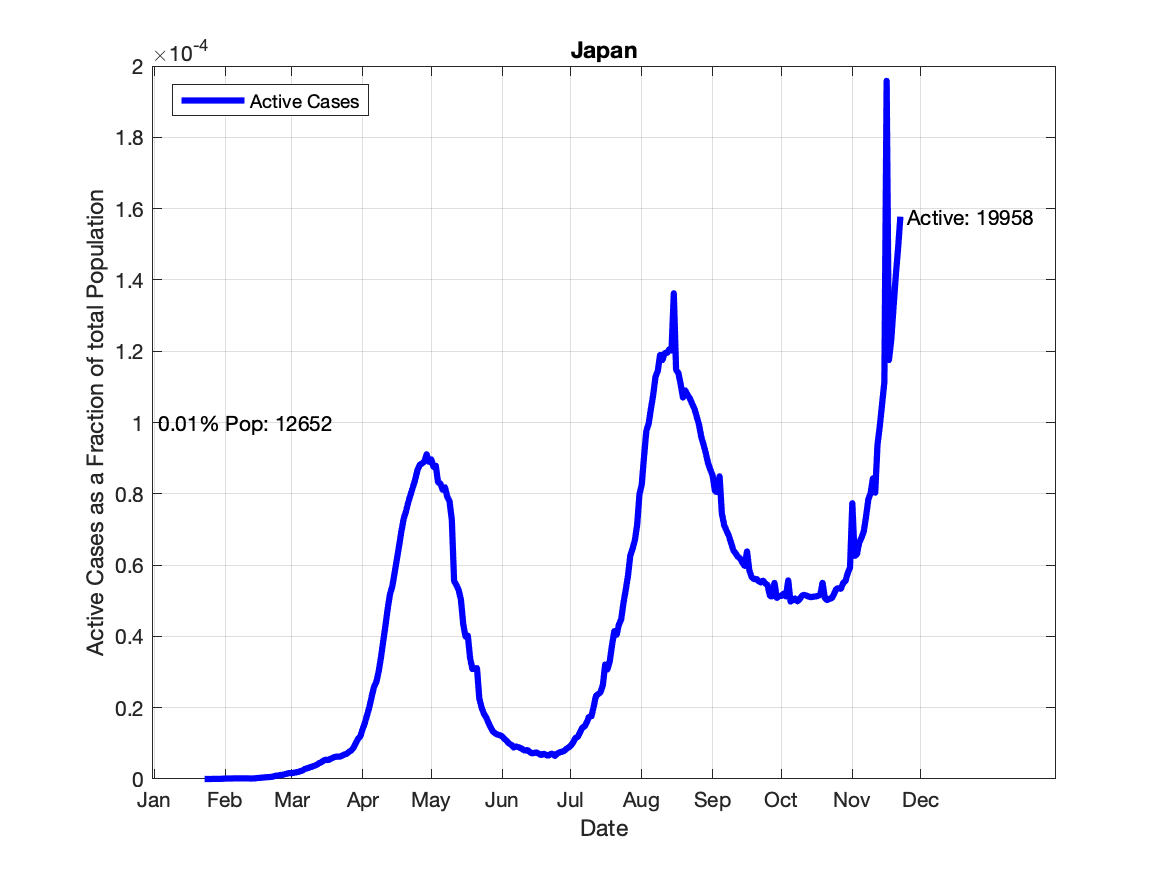 Japan
×10⁻⁴
Active Cases
2
1.8
1.6
1.4
1.2
1
0.8
0.6
0.4
0.2
0
Active: 19958
0.01% Pop: 12652
Active Cases as a Fraction of total Population
Jan Feb Mar Apr May Jun Jul Aug Sep Oct Nov Dec
Date